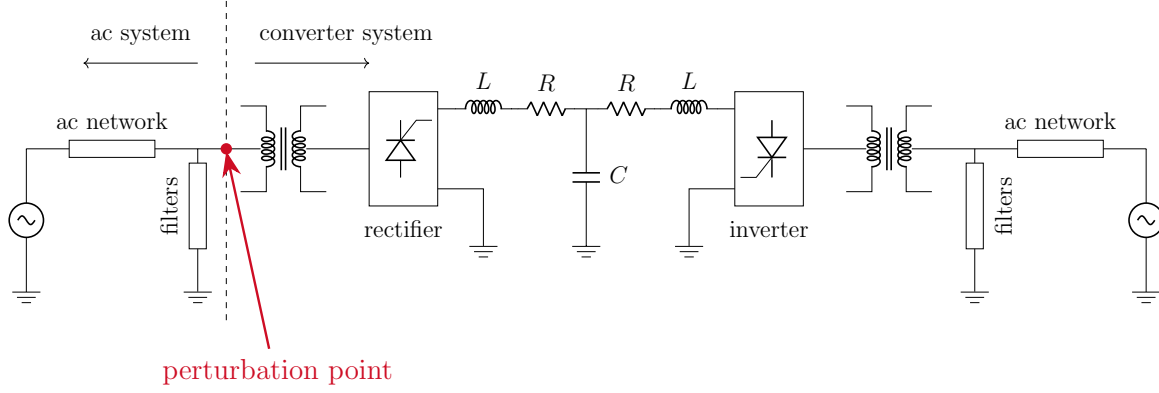 ac system
converter system
L
R
R
L
ac network
ac network
filters
C
filters
rectifier
inverter
perturbation point